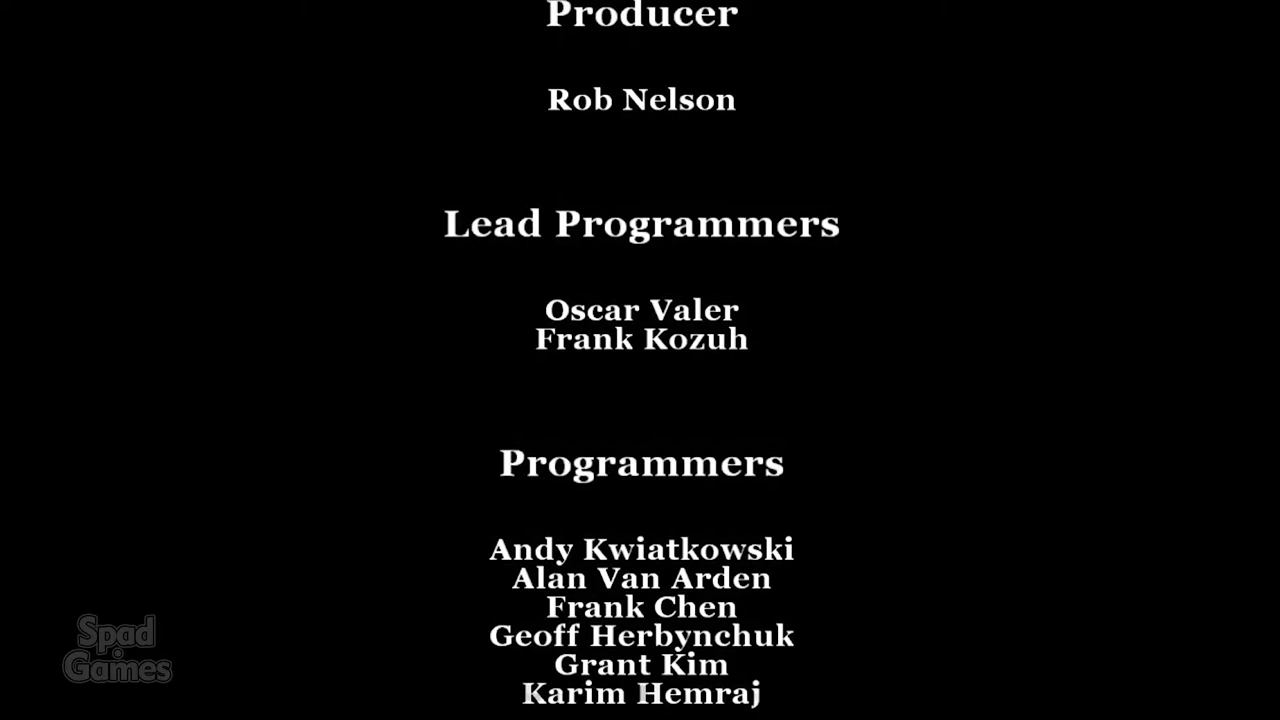 Producer
Rob Nelson
Lead Programmers
Oscar Valer
Frank Kozuh
Programmers
Andy Kwiatkowski
Alan Van Arden
Frank Chen
Geoff Herbynchuk
Grant Kim
Karim Hemraj
Spad
Games